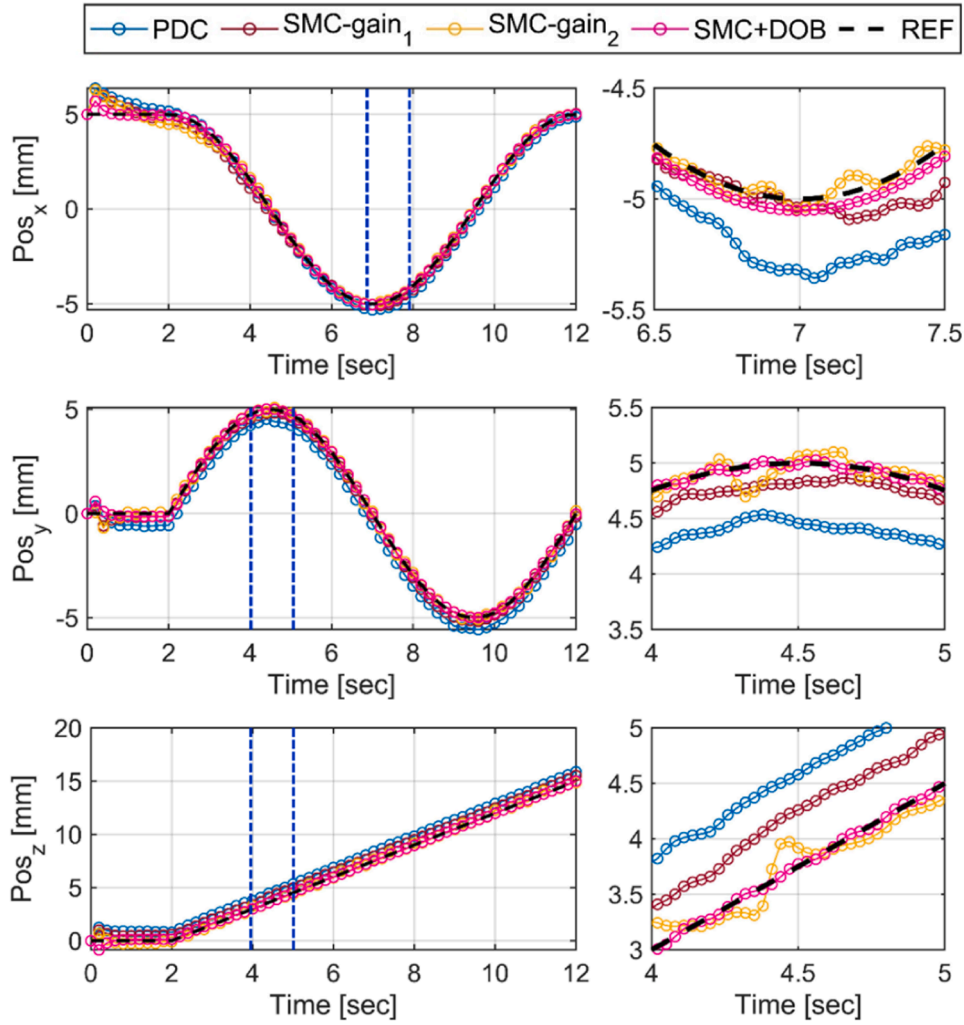 PDC SMC-gain1 SMC-gain2 SMC+DOB REF
5
0
-5
Pos_x [mm]
0 2 4 6 8 10 12
Time [sec]
-4.5
-5
-5.5
6.5 7 7.5
Time [sec]
5
0
-5
Pos_y [mm]
0 2 4 6 8 10 12
Time [sec]
5.5
5
4.5
4
3.5
4 4.5 5
Time [sec]
20
15
10
5
0
Pos_z [mm]
0 2 4 6 8 10 12
Time [sec]
5
4.5
4
3.5
3
4 4.5 5
Time [sec]